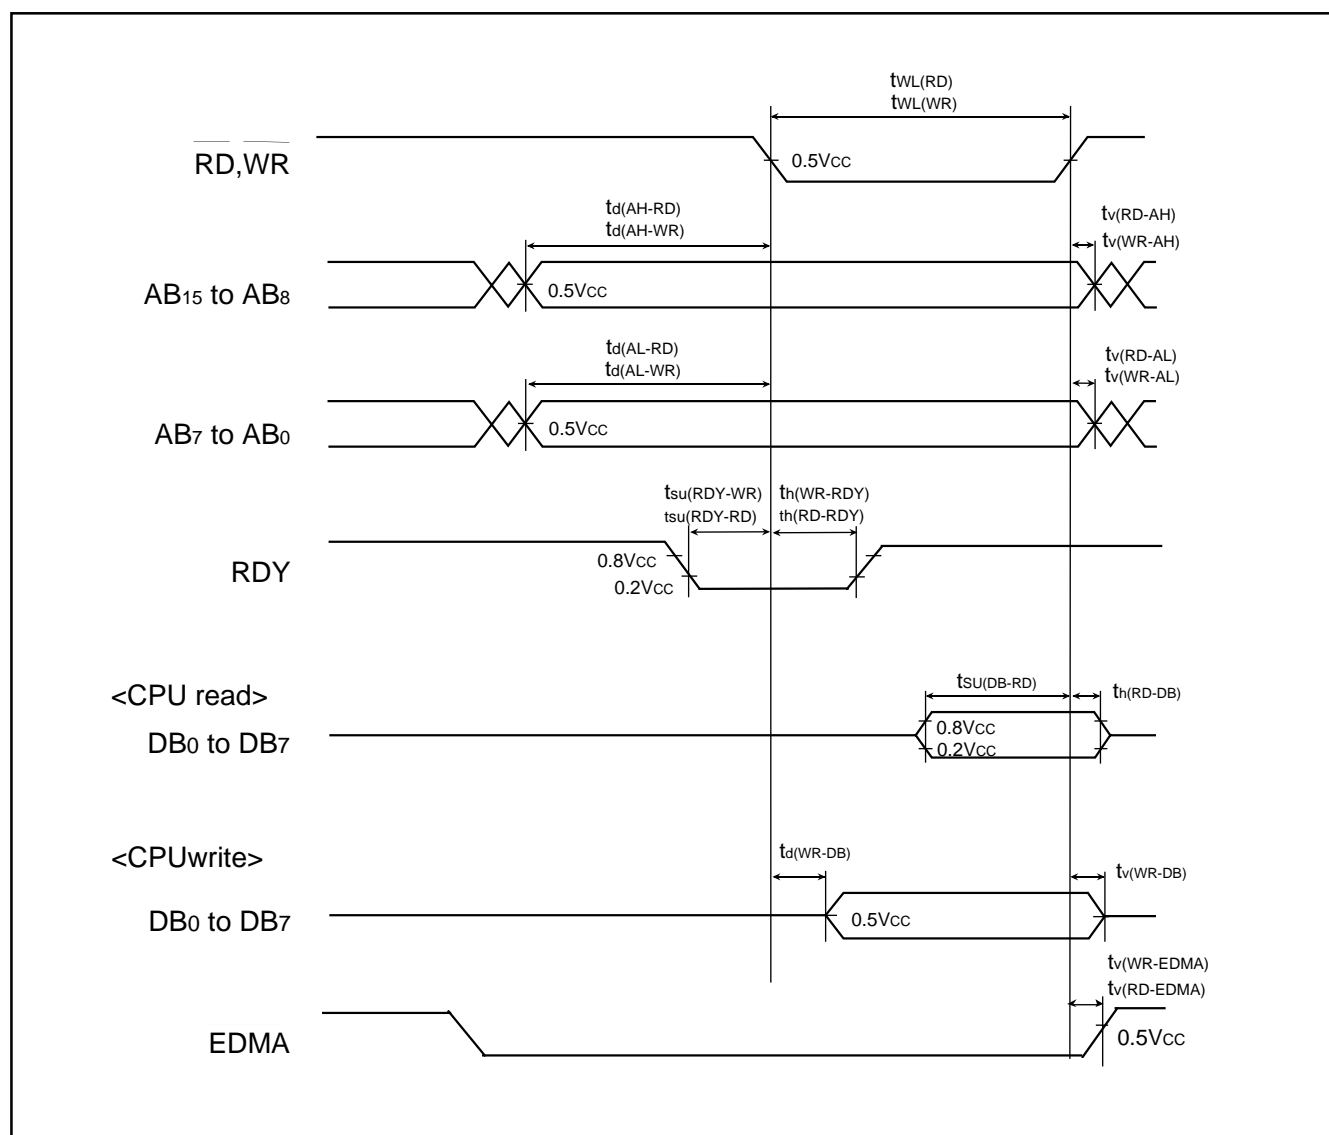 tWL(RD)
tWL(WR)
RD,WR
0.5VCC
td(AH-RD)
td(AH-WR)
tv(RD-AH)
tv(WR-AH)
AB15 to AB8
0.5VCC
td(AL-RD)
td(AL-WR)
tv(RD-AL)
tv(WR-AL)
AB7 to AB0
0.5VCC
tsu(RDY-WR)
th(WR-RDY)
tsu(RDY-RD)
th(RD-RDY)
RDY
0.8VCC
0.2VCC
<CPU read>
tSU(DB-RD)
th(RD-DB)
DB0 to DB7
0.8VCC
0.2VCC
<CPUwrite>
td(WR-DB)
tv(WR-DB)
DB0 to DB7
0.5VCC
tv(WR-EDMA)
tv(RD-EDMA)
EDMA
0.5VCC